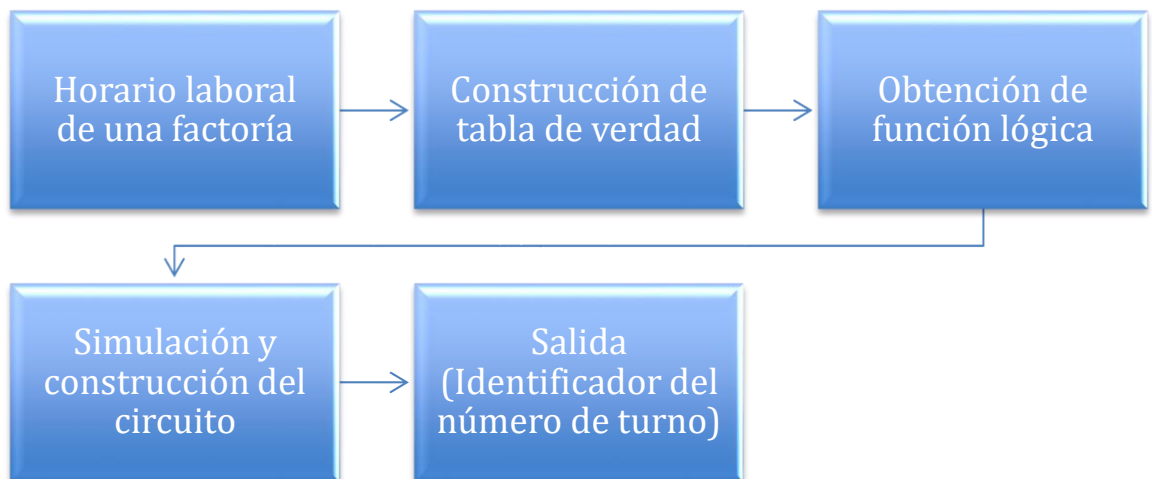 Horario laboral
de una factoría
Construcción de
tabla de verdad
Obtención de
función lógica
Simulación y
construcción del
circuito
Salida
(Identificador del
número de turno)